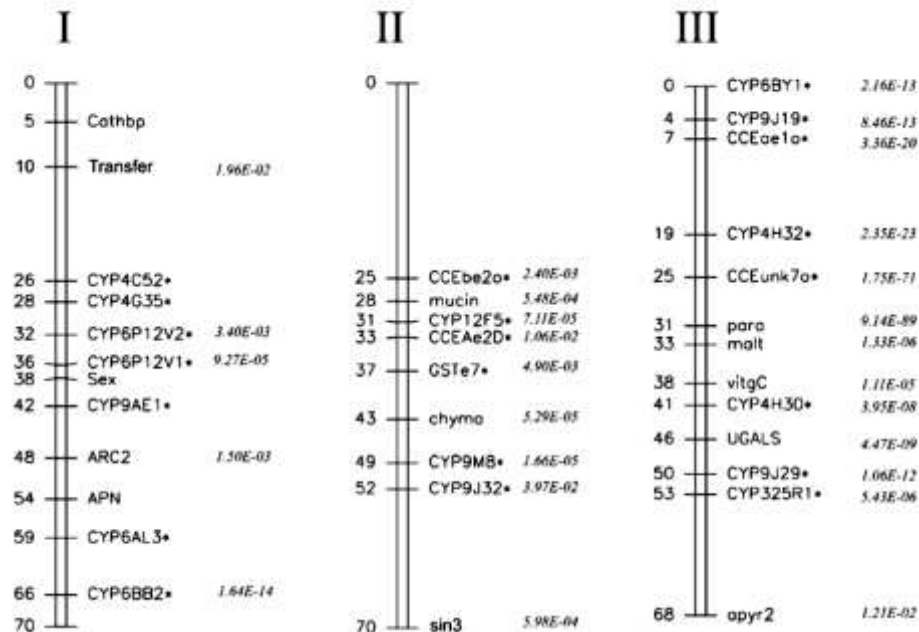 I
0
5 Cathbp
10 Transfer 1.96E-02
26 CYP4C52*
28 CYP4G35*
32 CYP6P12V2* 3.40E-03
36 CYP6P12V1* 9.27E-05
38 Sex
42 CYP9AE1*
48 ARC2 1.50E-03
54 APN
59 CYP6AL3*
66 CYP6BB2* 1.64E-14
70
II
0
25 CCEbe2o* 2.40E-03
28 mucin 5.48E-04
31 CYP12F5* 7.11E-05
33 CCEAe2D* 1.06E-02
37 GSTe7* 4.90E-03
43 chymo 5.29E-05
49 CYP9M8* 1.66E-05
52 CYP9J32* 3.97E-02
70 sin3 5.98E-04
III
0 CYP6BY1* 2.16E-13
4 CYP9J19* 8.46E-13
7 CCEae1o* 3.36E-20
19 CYP4H32* 2.35E-23
25 CCEunk7o* 1.75E-71
31 para 9.14E-89
33 malt 1.33E-06
38 vitgC 1.11E-05
41 CYP4H30* 3.95E-08
46 UGALS 4.47E-09
50 CYP9J29* 1.06E-12
53 CYP325R1* 5.43E-06
68 apyr2 1.21E-02